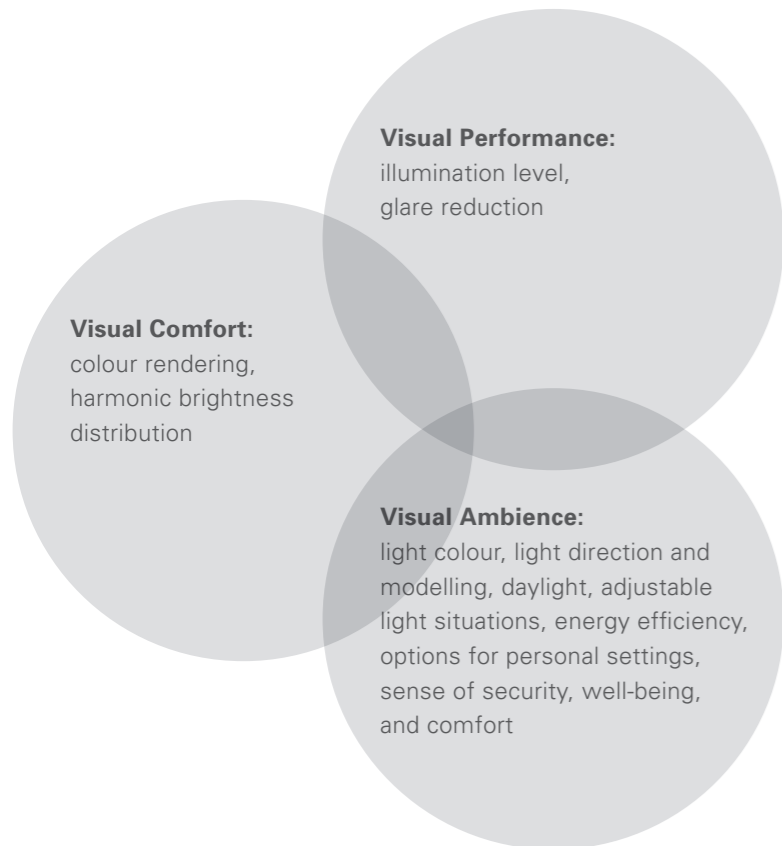 Visual Performance:
illumination level,
glare reduction
Visual Comfort:
colour rendering,
harmonic brightness
distribution
Visual Ambience:
light colour, light direction and
modelling, daylight, adjustable
light situations, energy efficiency,
options for personal settings,
sense of security, well-being,
and comfort